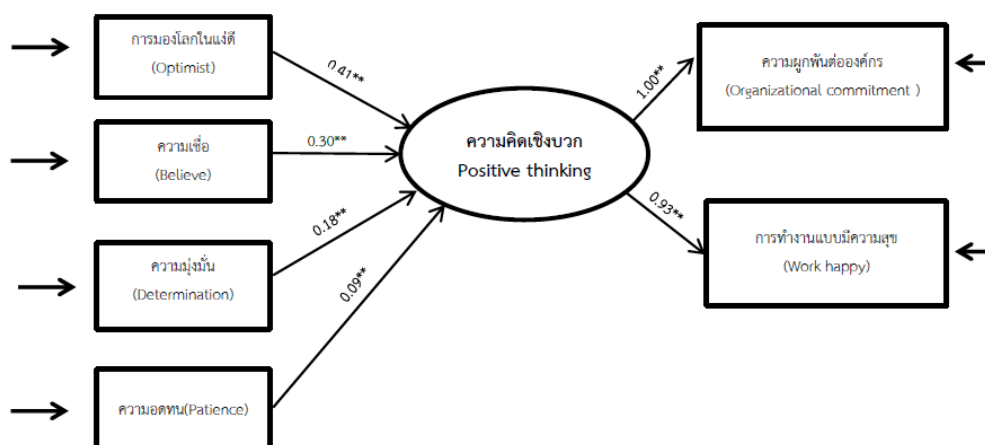 การมองโลกในแง่ดี
(Optimist)
0.41**
ความเชื่อ
(Believe)
0.30**
ความมุ่งมั่น
(Determination)
0.18**
ความอดทน(Patience)
0.09**
ความคิดเชิงบวก
Positive thinking
1.00**
ความผูกพันต่อองค์กร
(Organizational commitment )
0.93**
การทำงานแบบมีความสุข
(Work happy)